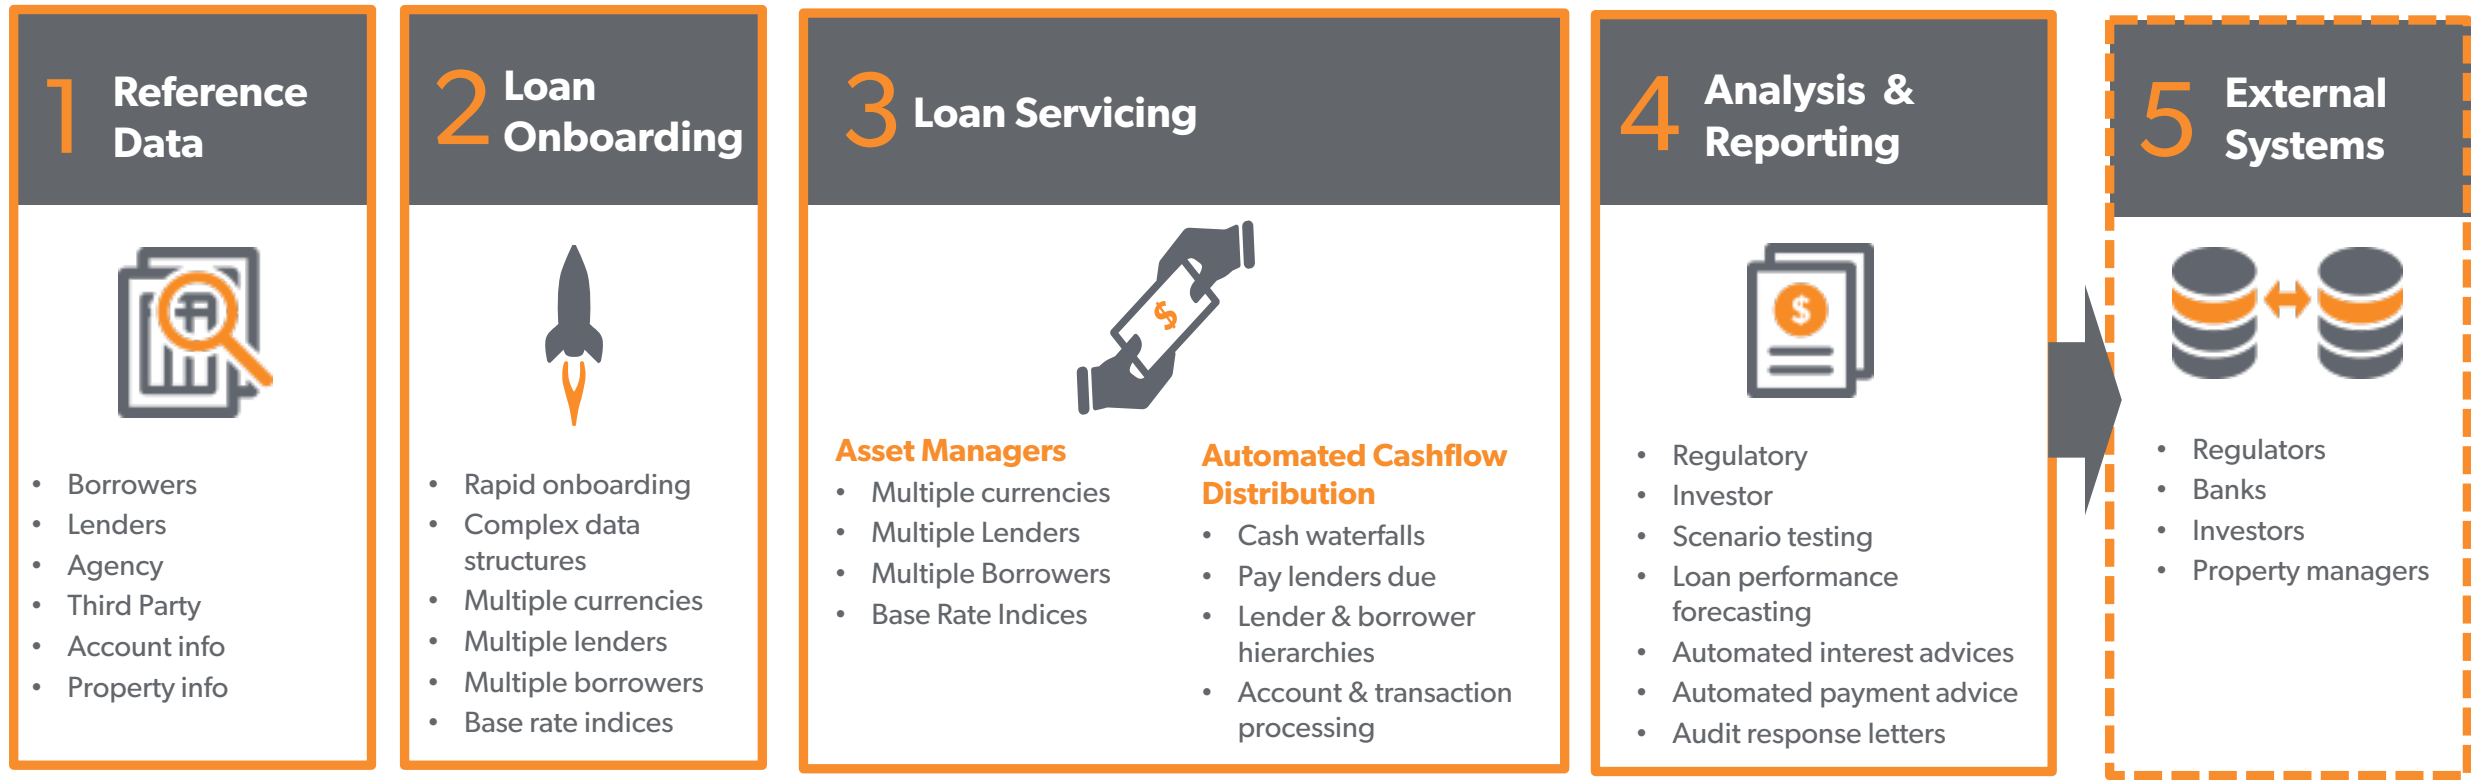 1 Reference
Data
• Borrowers
• Lenders
• Agency
• Third Party
• Account info
• Property info
2 Loan
Onboarding
• Rapid onboarding
• Complex data
structures
• Multiple currencies
• Multiple lenders
• Multiple borrowers
• Base rate indices
3 Loan Servicing
$
Asset Managers
• Multiple currencies
• Multiple Lenders
• Multiple Borrowers
• Base Rate Indices
Automated Cashflow
Distribution
• Cash waterfalls
• Pay lenders due
• Lender & borrower
hierarchies
• Account & transaction
processing
4 Analysis &
Reporting
$
• Regulatory
• Investor
• Scenario testing
• Loan performance
forecasting
• Automated interest advices
• Automated payment advice
• Audit response letters
5 External
Systems
• Regulators
• Banks
• Investors
• Property managers